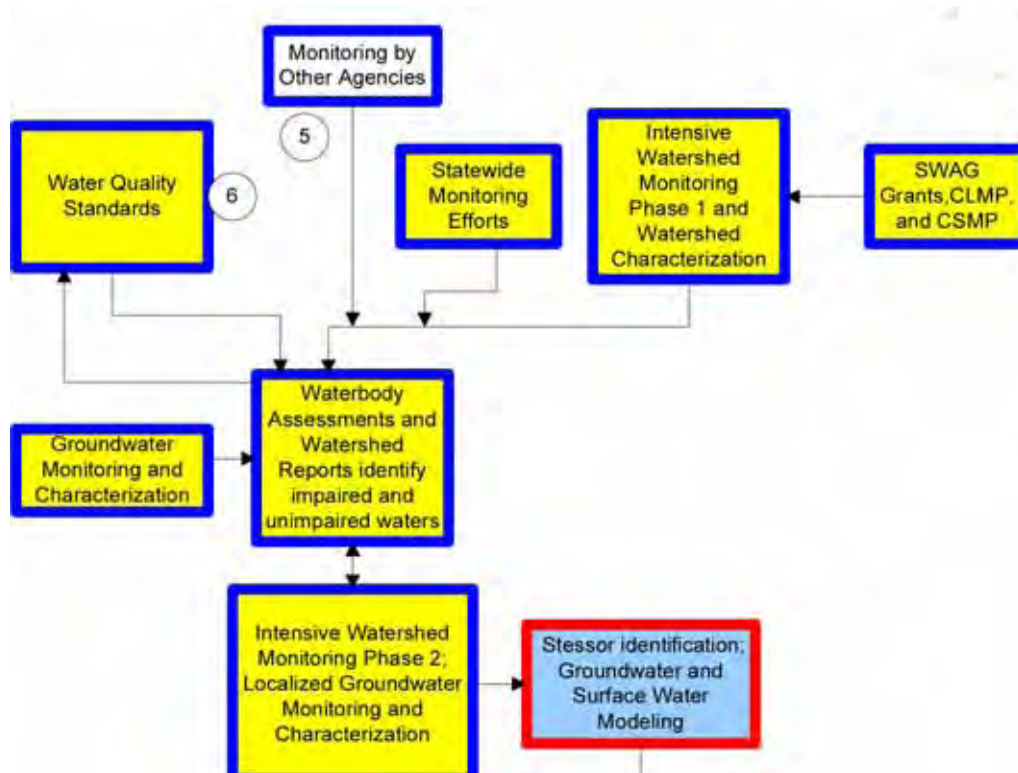 Monitoring by
Other Agencies
5
Water Quality
Standards
6
Statewide
Monitoring
Efforts
Intensive
Watershed
Monitoring
Phase 1 and
Watershed
Characterization
SWAG
Grants,CLMP,
and CSMP
Waterbody
Assessments and
Watershed
Reports identify
impaired and
unimpaired waters
Groundwater
Monitoring and
Characterization
Intensive Watershed
Monitoring Phase 2;
Localized Groundwater
Monitoring and
Characterization
Stessor identification;
Groundwater and
Surface Water
Modeling